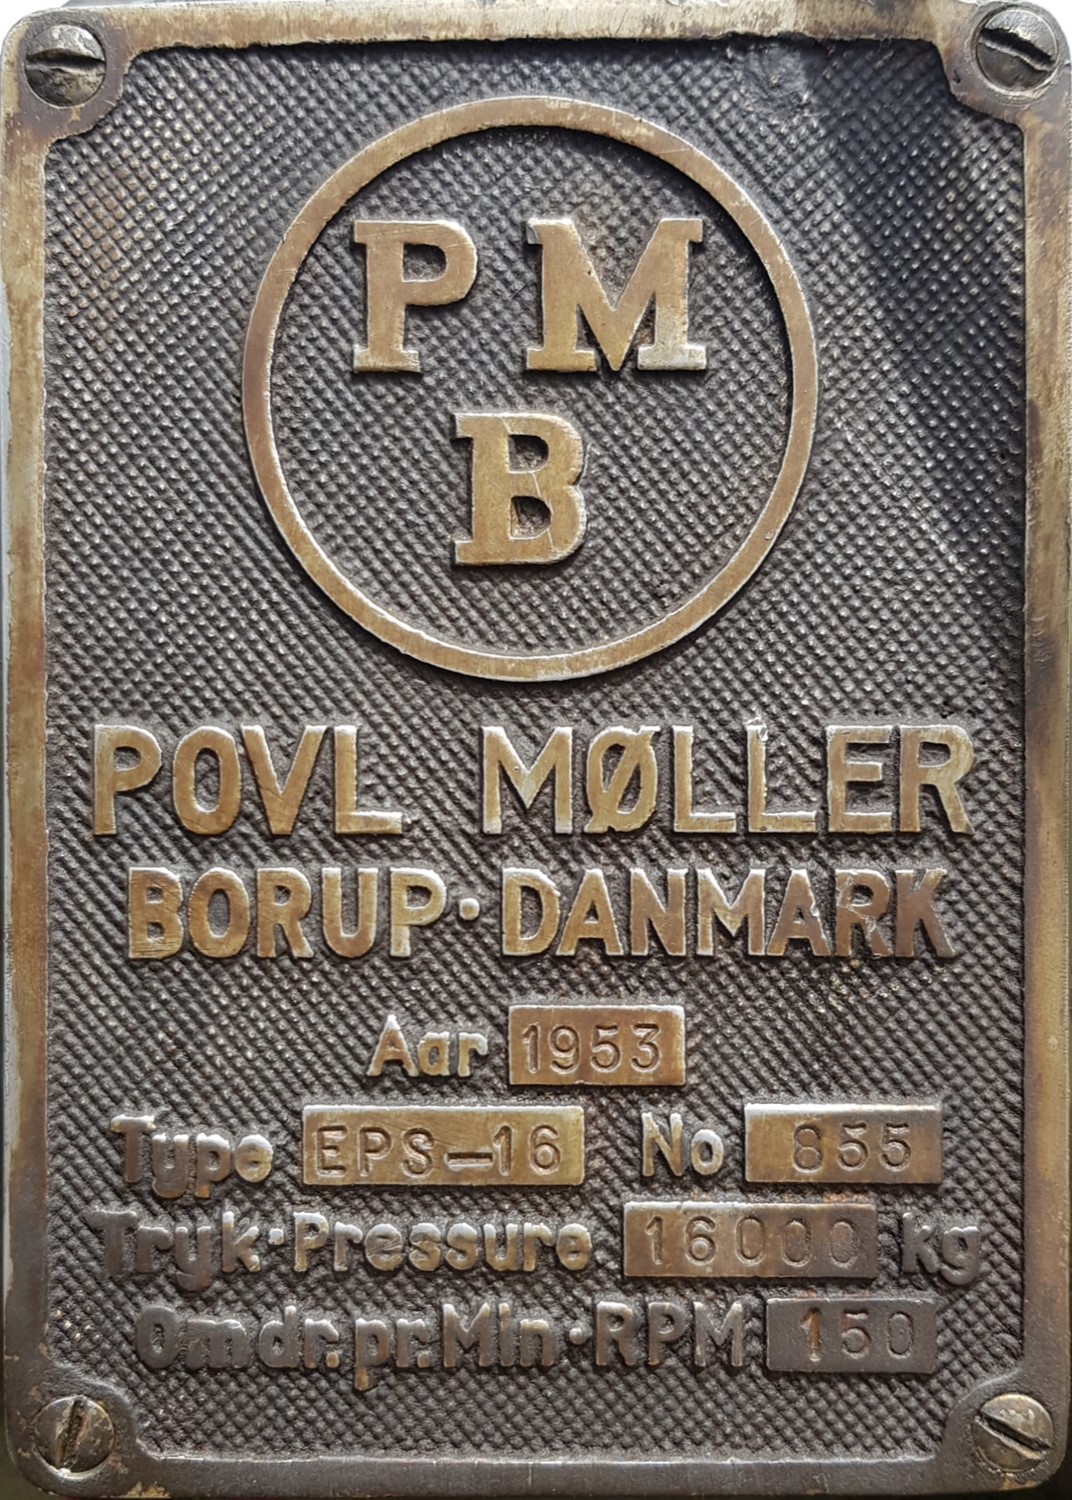 P M
B
POVL MØLLER
BORUP·DANMARK
Aar 1953
Type EPS-16 No 855
Tryk·Pressure 16000 kg
Omdr.pr.Min·RPM 150